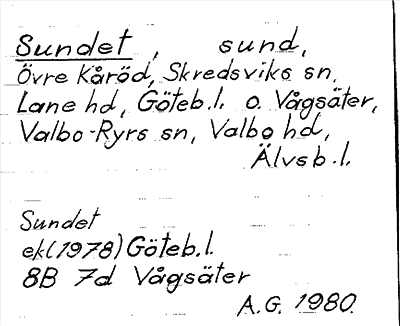 Sundet, sund,
Övre Kåröd, Skredsviks sn,
Lane hd, Göteb.l. o. Vågsäter,
Valbo-Ryrs sn, Valbo hd,
Älvsb.l.
Sundet
ek(1978) Göteb.l.
8B 7d Vågsäter
A.G. 1980.